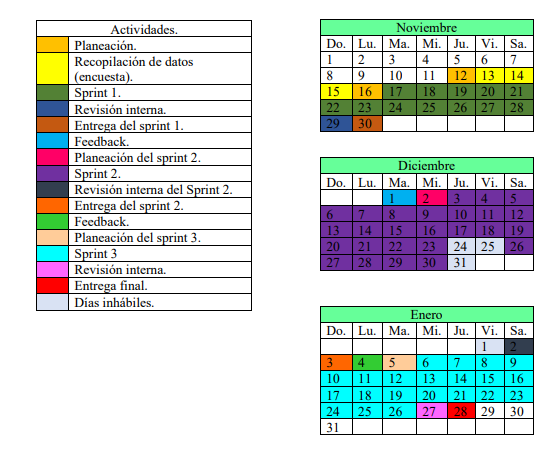 Actividades.
Planeación.
Recopilación de datos
(encuesta).
Sprint 1.
Revisión interna.
Entrega del sprint 1.
Feedback.
Planeación del sprint 2.
Sprint 2.
Revisión interna del Sprint 2.
Entrega del sprint 2.
Feedback.
Planeación del sprint 3.
Sprint 3
Revisión interna.
Entrega final.
Días inhábiles.
Noviembre
Do. Lu. Ma. Mi. Ju. Vi. Sa.
1 2 3 4 5 6 7
8 9 10 11 12 13 14
15 16 17 18 19 20 21
22 23 24 25 26 27 28
29 30
Diciembre
Do. Lu. Ma. Mi. Ju. Vi. Sa.
1 2 3 4 5
6 7 8 9 10 11 12
13 14 15 16 17 18 19
20 21 22 23 24 25 26
27 28 29 30 31
Enero
Do. Lu. Ma. Mi. Ju. Vi. Sa.
1 2
3 4 5 6 7 8 9
10 11 12 13 14 15 16
17 18 19 20 21 22 23
24 25 26 27 28 29 30
31